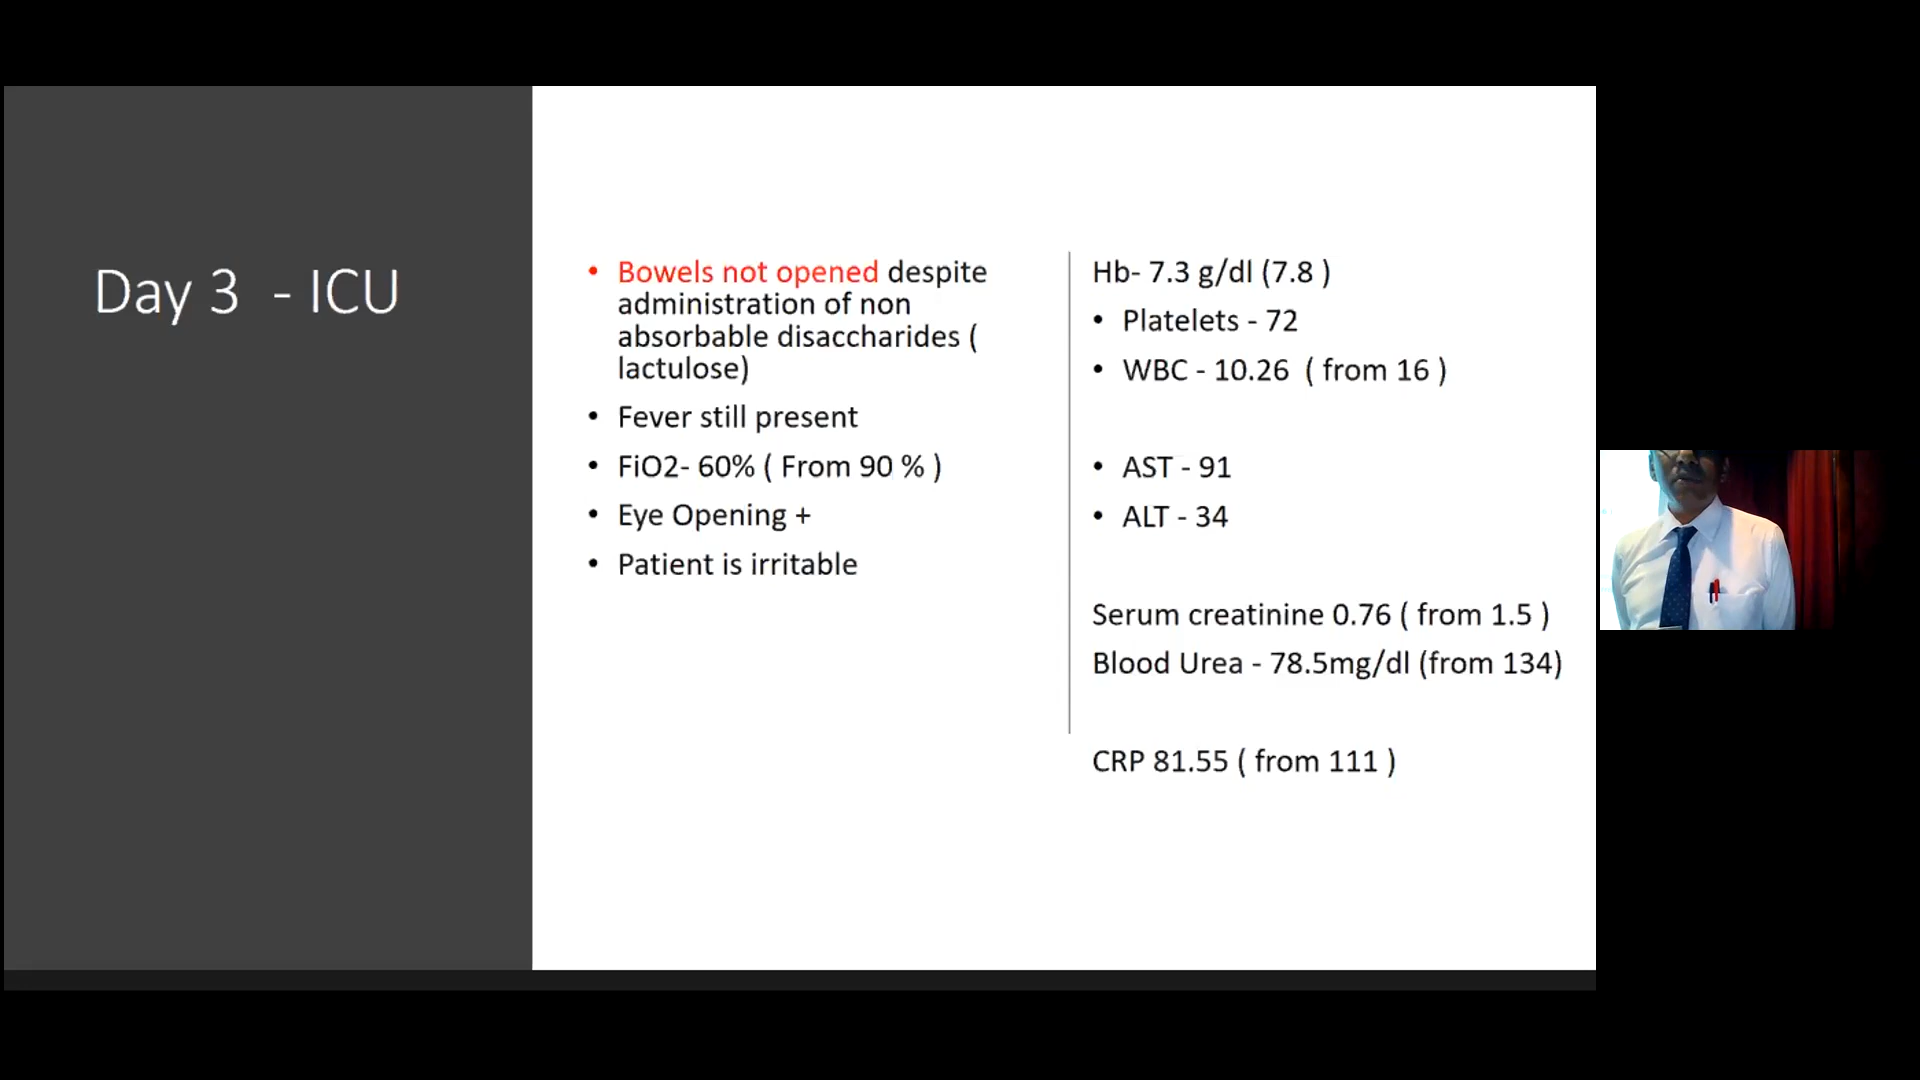 Day 3 - ICU
• Bowels not opened despite
administration of non
absorbable disaccharides (
lactulose)
• Fever still present
• FiO2- 60% ( From 90 % )
• Eye Opening +
• Patient is irritable
Hb- 7.3 g/dl (7.8 )
• Platelets - 72
• WBC - 10.26 ( from 16 )
• AST - 91
• ALT - 34
Serum creatinine 0.76 ( from 1.5 )
Blood Urea - 78.5mg/dl (from 134)
CRP 81.55 ( from 111 )